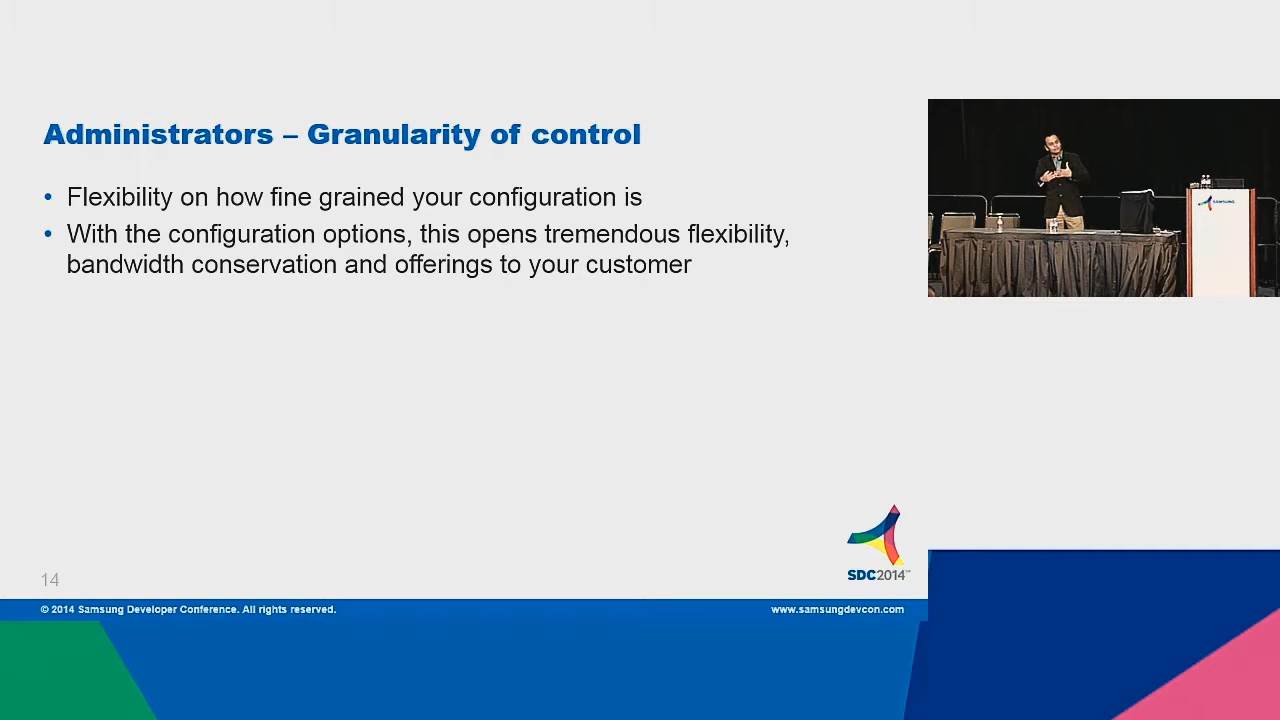 Administrators – Granularity of control
• Flexibility on how fine grained your configuration is
• With the configuration options, this opens tremendous flexibility,
bandwidth conservation and offerings to your customer
SAMSUNG
SDC2014™
14
© 2014 Samsung Developer Conference. All rights reserved.
www.samsungdevcon.com